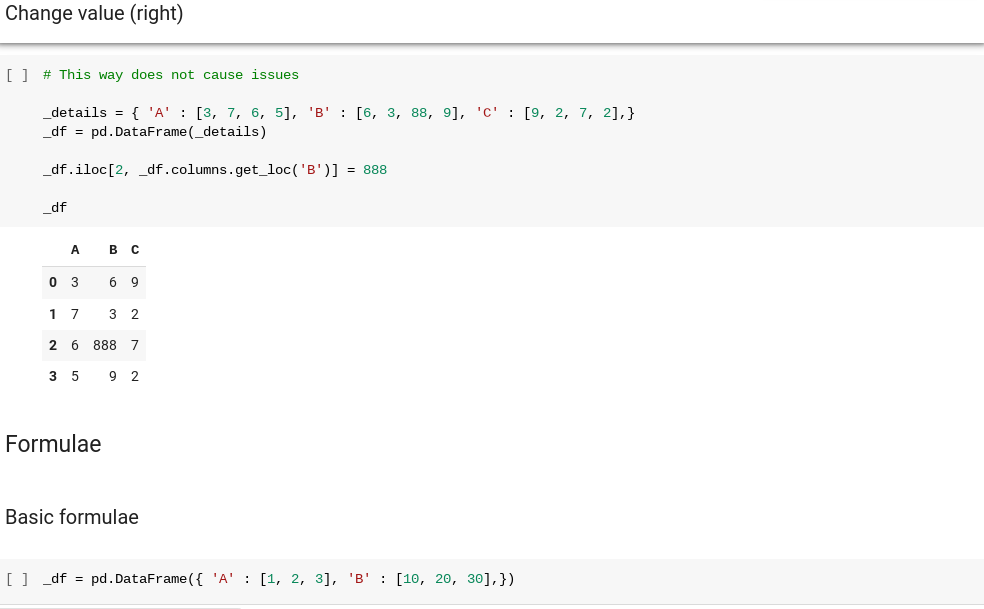 Change value (right)
[ ] # This way does not cause issues
_details = { 'A' : [3, 7, 6, 5], 'B' : [6, 3, 88, 9], 'C' : [9, 2, 7, 2],}
_df = pd.DataFrame(_details)
_df.iloc[2, _df.columns.get_loc('B')] = 888
_df
A B C
0 3 6 9
1 7 3 2
2 6 888 7
3 5 9 2
Formulae
Basic formulae
[ ] _df = pd.DataFrame({ 'A' : [1, 2, 3], 'B' : [10, 20, 30],})